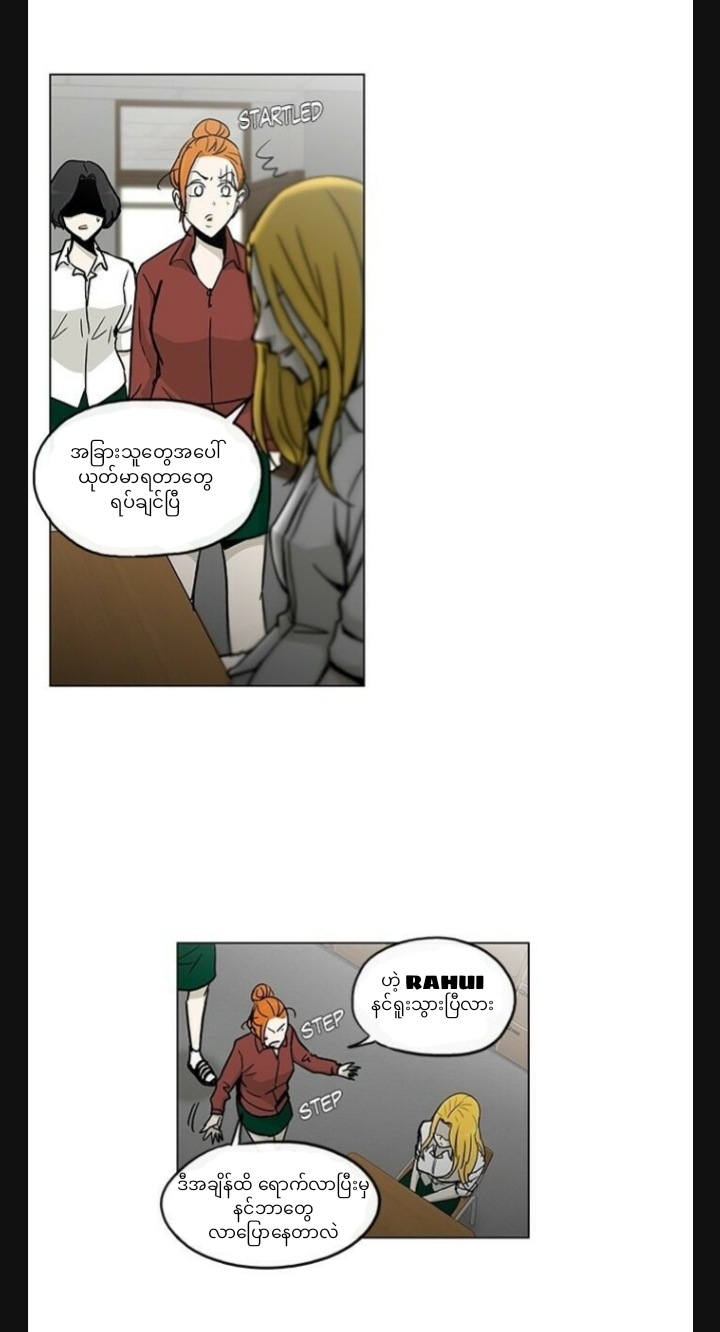 STARTLED
အခြားသူတွေအပေါ်
ယုတ်မာရတာတွေ
ရပ်ချင်ပြီ
ဟဲ့ RAHUI
နင်ရူးသွားပြီလား
STEP
STEP
ဒီအချိန်ထိ ရောက်လာပြီးမှ
နင်ဘာတွေ
လာပြောနေတာလဲ